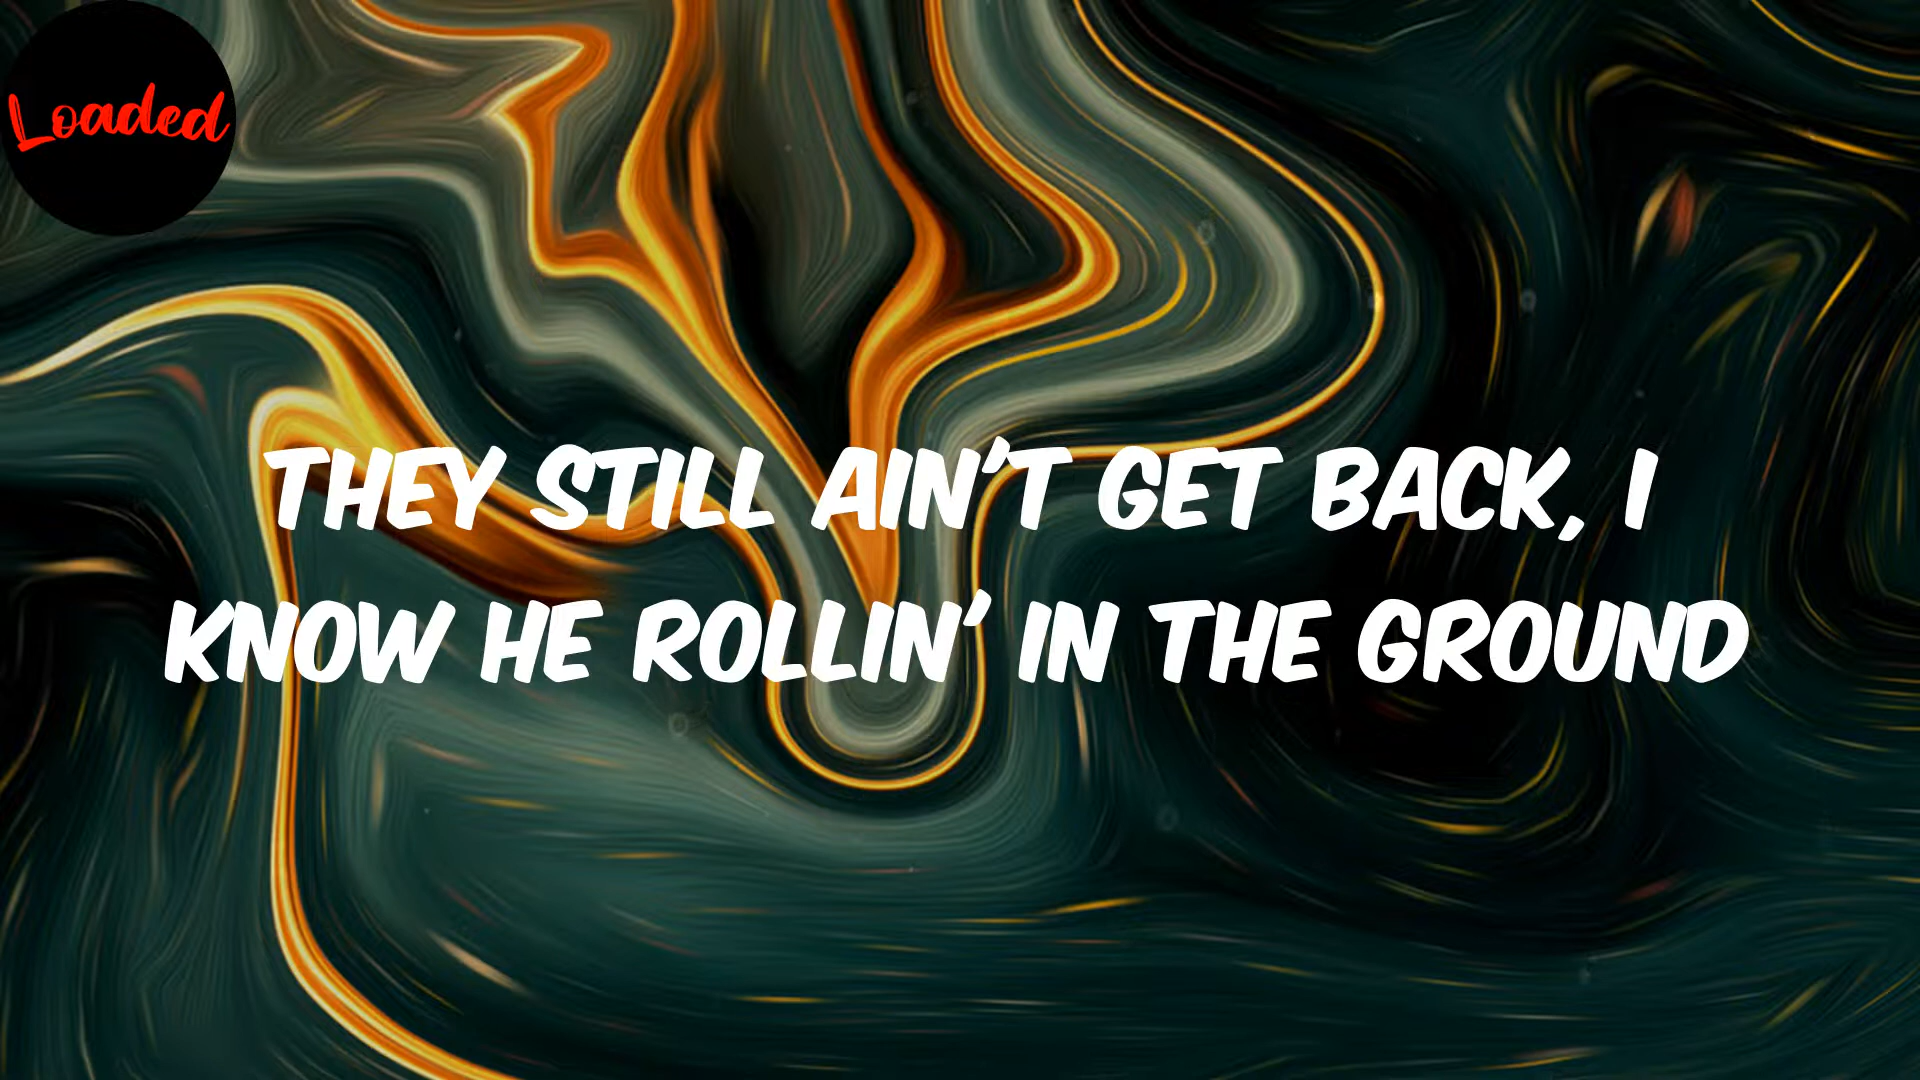 Loaded
THEY STILL AIN'T GET BACK, I
KNOW HE ROLLIN' IN THE GROUND